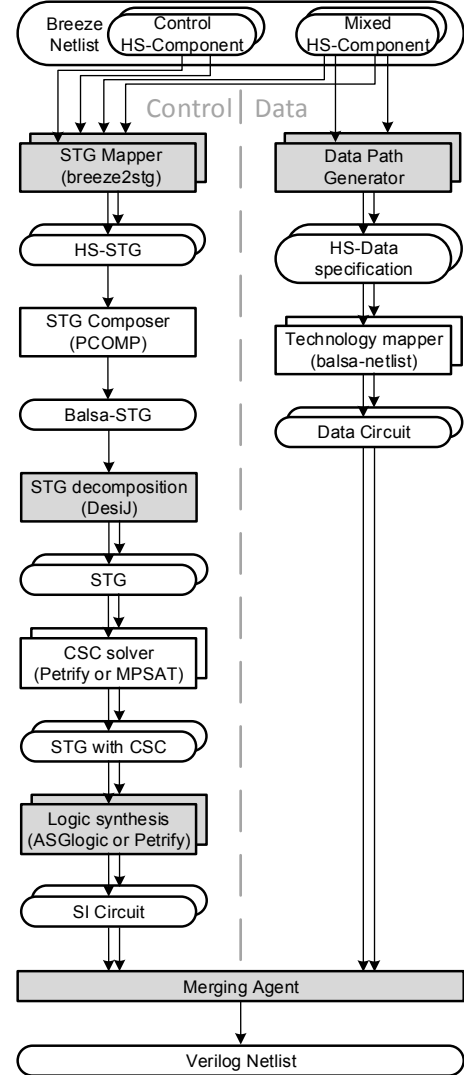 Breeze
Netlist
Control
HS-Component
Mixed
HS-Component
Control | Data
STG Mapper
(breeze2stg)
Data Path
Generator
HS-STG
HS-Data
specification
STG Composer
(PCOMP)
Technology mapper
(balsa-netlist)
Balsa-STG
Data Circuit
STG decomposition
(DesiJ)
STG
CSC solver
(Petrify or MPSAT)
STG with CSC
Logic synthesis
(ASGlogic or Petrify)
SI Circuit
Merging Agent
Verilog Netlist